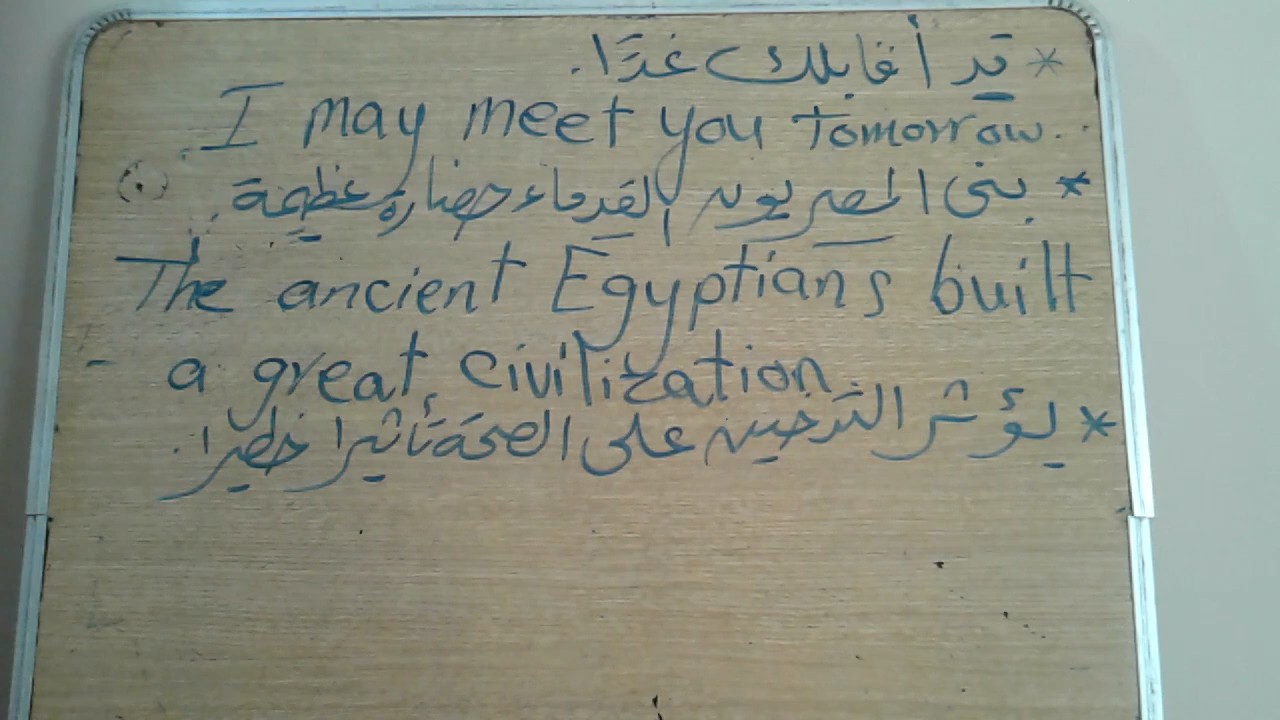 * قد أقابلك غدًا.
I may meet you Tomorrow.
* بنى المصريون القدماء حضارة عظيمة.
The ancient Egyptians built
a great civilization.
* يؤثر التدخين على الصحة تأثيرا خطيرا.